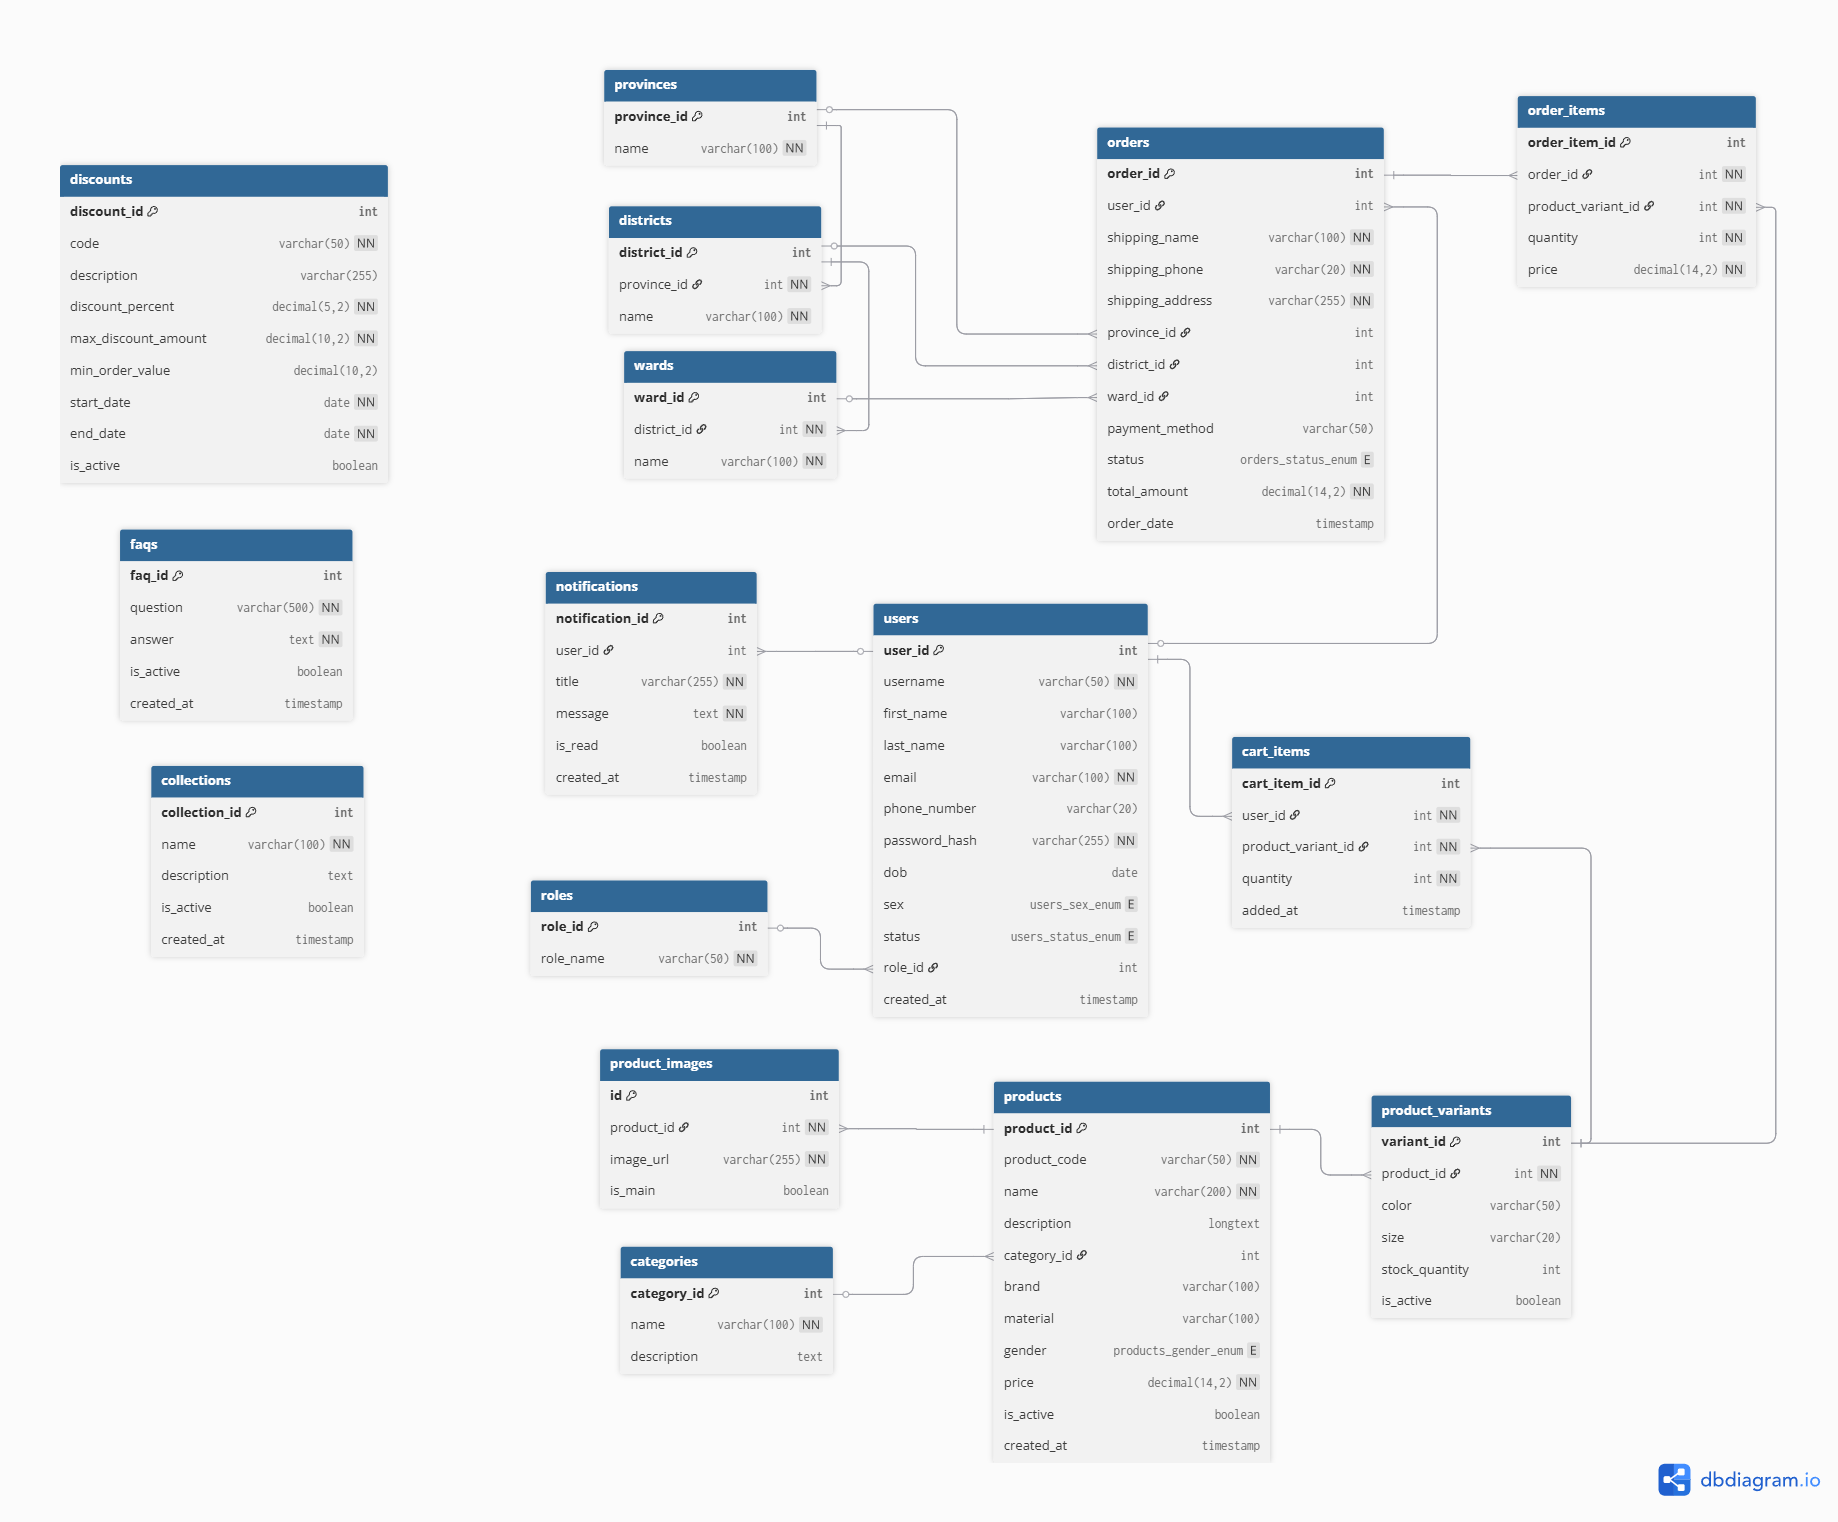 provinces
province_id int
name varchar(100) NN
districts
district_id int
province_id int NN
name varchar(100) NN
wards
ward_id int
district_id int NN
name varchar(100) NN
discounts
discount_id int
code varchar(50) NN
description varchar(255)
discount_percent decimal(5,2) NN
max_discount_amount decimal(10,2) NN
min_order_value decimal(10,2)
start_date date NN
end_date date NN
is_active boolean
orders
order_id int
user_id int
shipping_name varchar(100) NN
shipping_phone varchar(20) NN
shipping_address varchar(255) NN
province_id int
district_id int
ward_id int
payment_method varchar(50)
status orders_status_enum E
total_amount decimal(14,2) NN
order_date timestamp
order_items
order_item_id int
order_id int NN
product_variant_id int NN
quantity int NN
price decimal(14,2) NN
faqs
faq_id int
question varchar(500) NN
answer text NN
is_active boolean
created_at timestamp
collections
collection_id int
name varchar(100) NN
description text
is_active boolean
created_at timestamp
notifications
notification_id int
user_id int
title varchar(255) NN
message text NN
is_read boolean
created_at timestamp
users
user_id int
username varchar(50) NN
first_name varchar(100)
last_name varchar(100)
email varchar(100) NN
phone_number varchar(20)
password_hash varchar(255) NN
dob date
sex users_sex_enum E
status users_status_enum E
role_id int
created_at timestamp
cart_items
cart_item_id int
user_id int NN
product_variant_id int NN
quantity int NN
added_at timestamp
roles
role_id int
role_name varchar(50) NN
product_images
id int
product_id int NN
image_url varchar(255) NN
is_main boolean
categories
category_id int
name varchar(100) NN
description text
products
product_id int
product_code varchar(50) NN
name varchar(200) NN
description longtext
category_id int
brand varchar(100)
material varchar(100)
gender products_gender_enum E
price decimal(14,2) NN
is_active boolean
created_at timestamp
product_variants
variant_id int
product_id int NN
color varchar(50)
size varchar(20)
stock_quantity int
is_active boolean
dbdiagram.io